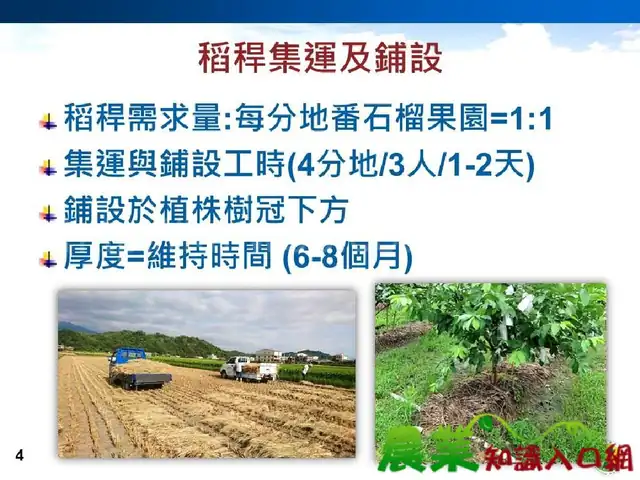 稻稈集運及鋪設
稻稈需求量:每分地番石榴果園=1:1
集運與鋪設工時(4分地/3人/1-2天)
鋪設於植株樹冠下方
厚度=維持時間 (6-8個月)
4
農業知識入口網